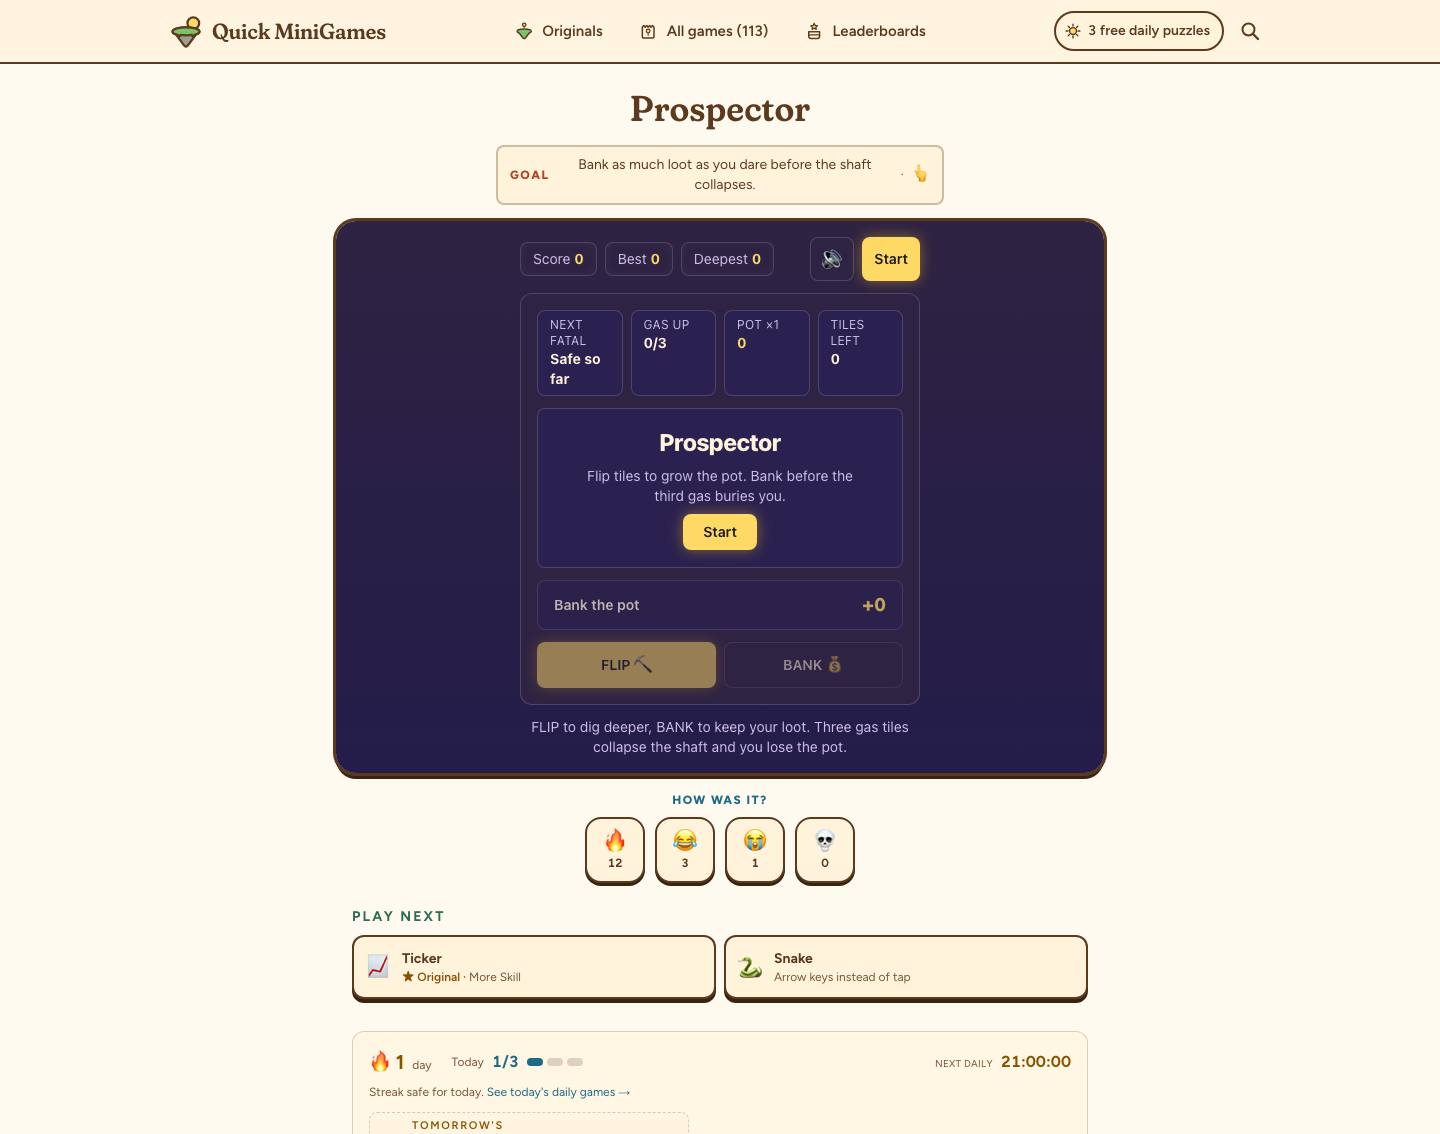 Quick MiniGames
Originals
All games (113)
Leaderboards
3 free daily puzzles
Prospector
GOAL
Bank as much loot as you dare before the shaft
collapses.
·
Score 0
Best 0
Deepest 0
Start
NEXT
FATAL
Safe so
far
GAS UP
0/3
POT ×1
0
TILES
LEFT
0
Prospector
Flip tiles to grow the pot. Bank before the
third gas buries you.
Start
Bank the pot
+0
FLIP
BANK
FLIP to dig deeper, BANK to keep your loot. Three gas tiles
collapse the shaft and you lose the pot.
HOW WAS IT?
12
3
1
0
PLAY NEXT
Ticker
Original · More Skill
Snake
Arrow keys instead of tap
1 day
Today 1/3
NEXT DAILY 21:00:00
Streak safe for today. See today's daily games →
TOMORROW'S